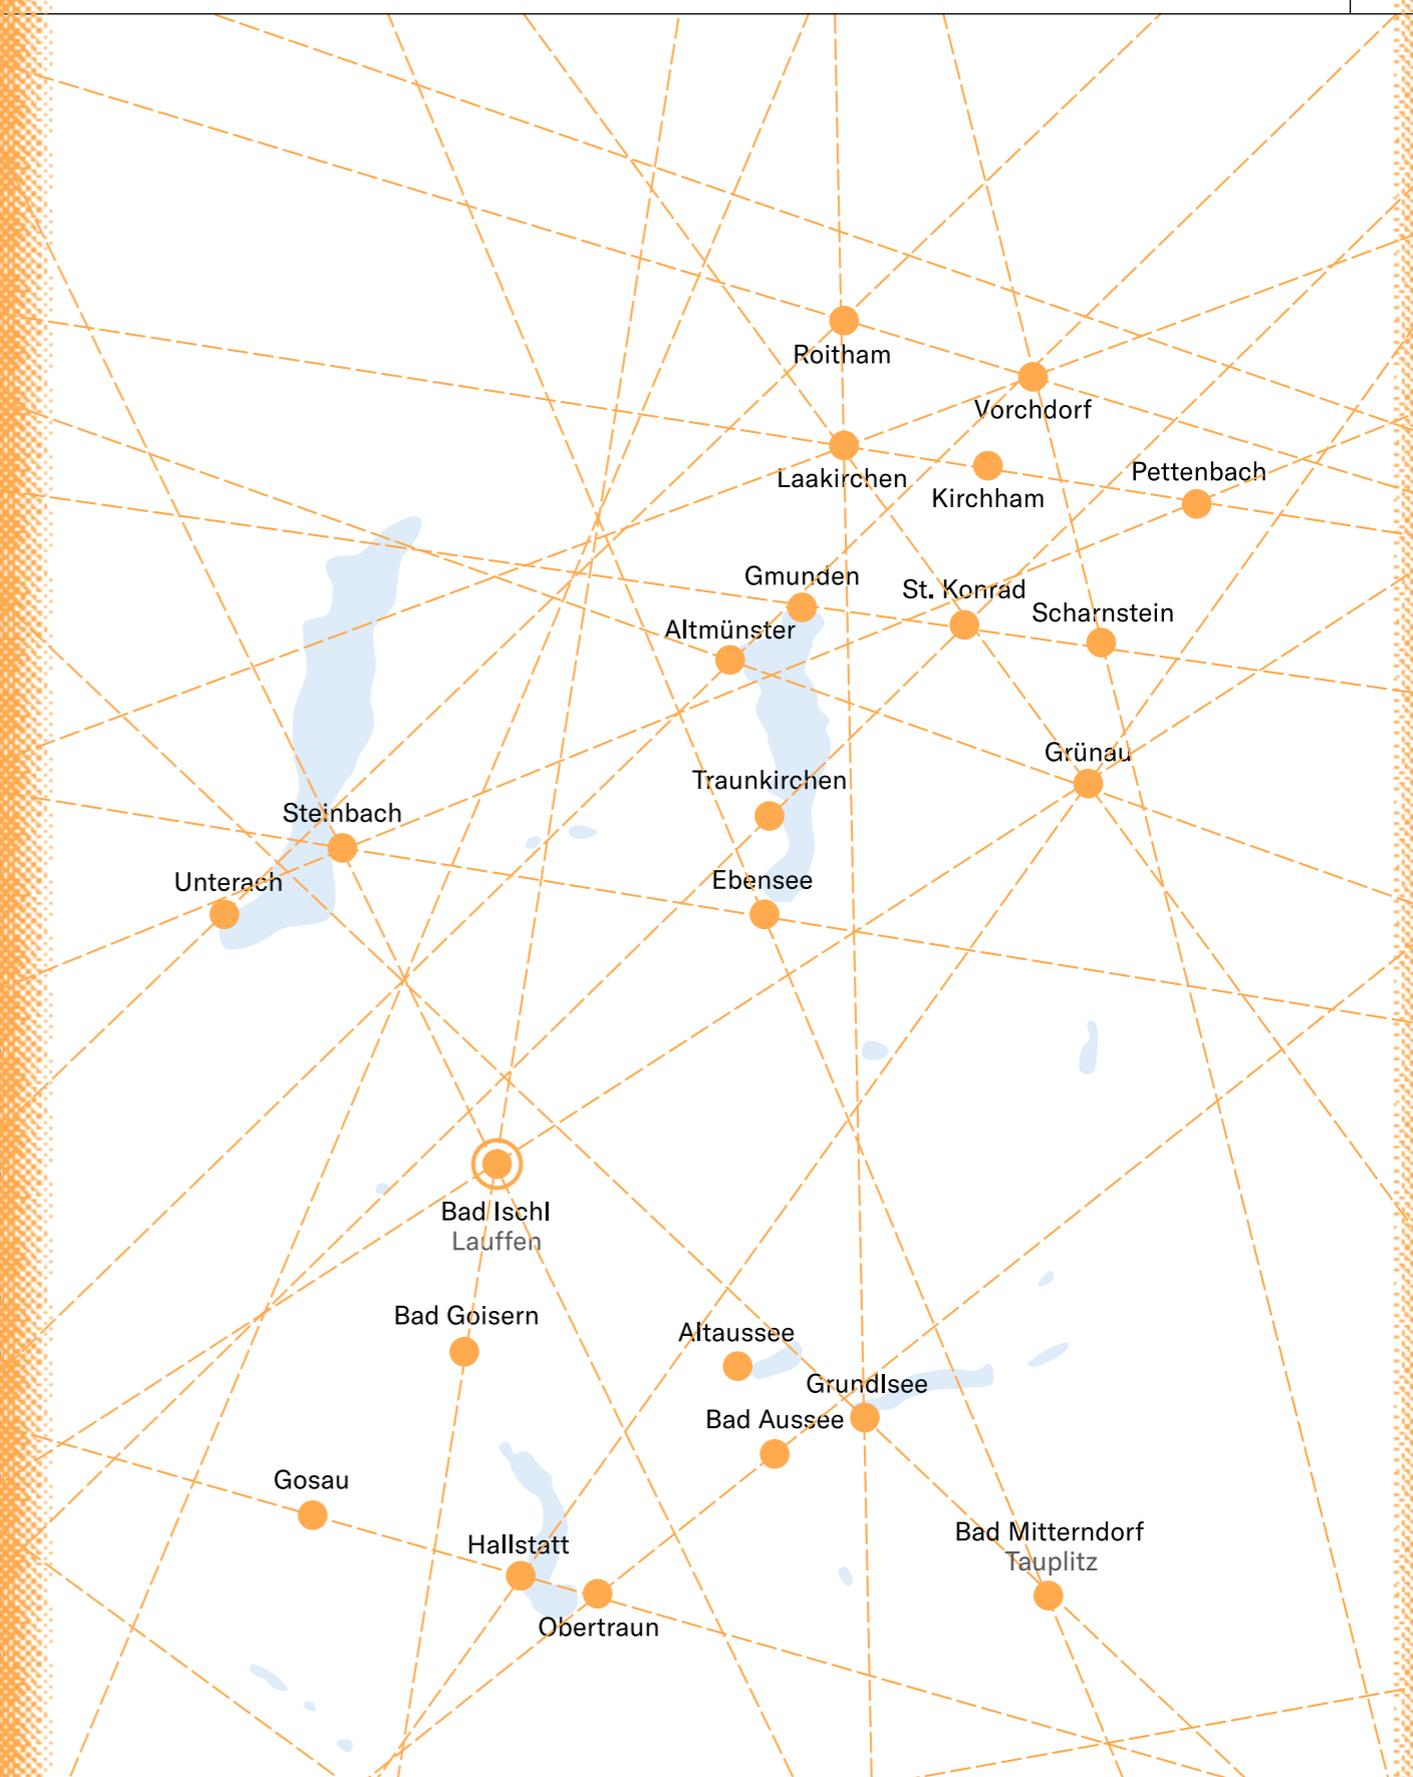 Roitham
Vorchdorf
Laakirchen
Kirchham
Pettenbach
Gmunden
St. Konrad
Scharnstein
Altmünster
Grünau
Traunkirchen
Steinbach
Unterach
Ebensee
Bad Ischl
Lauffen
Bad Goisern
Altaussee
Grundlsee
Bad Aussee
Gosau
Hallstatt
Bad Mitterndorf
Tauplitz
Obertraun